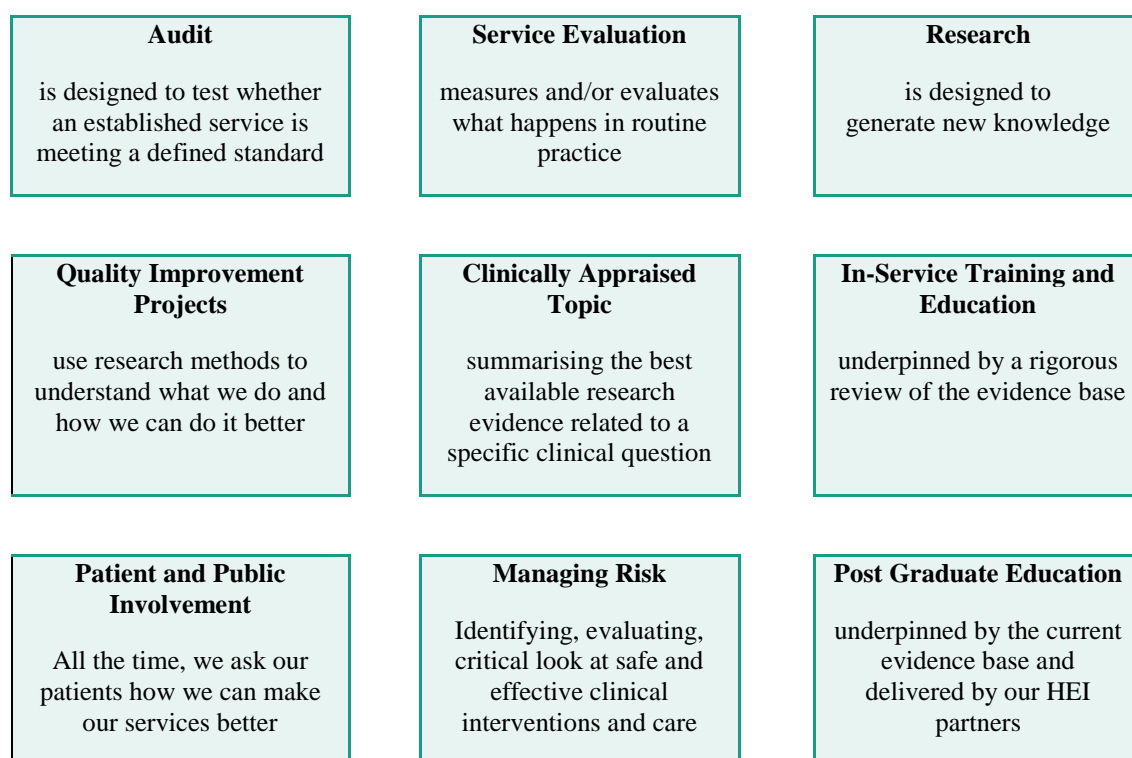 Audit
is designed to test whether
an established service is
meeting a defined standard
Service Evaluation
measures and/or evaluates
what happens in routine
practice
Research
is designed to
generate new knowledge
Quality Improvement
Projects
use research methods to
understand what we do and
how we can do it better
Clinically Appraised
Topic
summarising the best
available research
evidence related to a
specific clinical question
In-Service Training and
Education
underpinned by a rigorous
review of the evidence base
Patient and Public
Involvement
All the time, we ask our
patients how we can make
our services better
Managing Risk
Identifying, evaluating,
critical look at safe and
effective clinical
interventions and care
Post Graduate Education
underpinned by the current
evidence base and
delivered by our HEI
partners